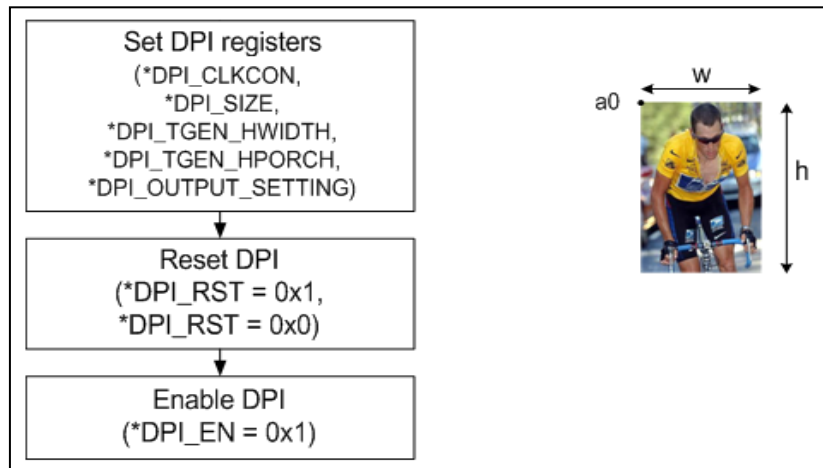 Set DPI registers
(*DPI_CLKCON,
*DPI_SIZE,
*DPI_TGEN_HWIDTH,
*DPI_TGEN_HPORCH,
*DPI_OUTPUT_SETTING)
Reset DPI
(*DPI_RST = 0x1,
*DPI_RST = 0x0)
Enable DPI
(*DPI_EN = 0x1)
w
a0
h